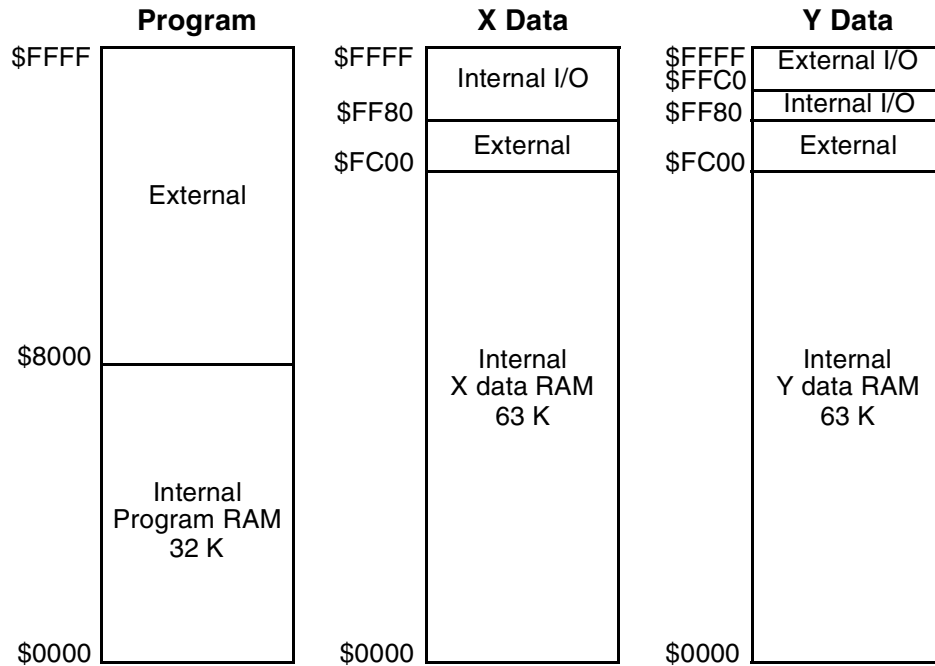 Program
$FFFF
External
$8000
Internal
Program RAM
32 K
$0000
X Data
$FFFF
Internal I/O
$FF80
External
$FC00
Internal
X data RAM
63 K
$0000
Y Data
$FFFF
External I/O
$FFC0
Internal I/O
$FF80
External
$FC00
Internal
Y data RAM
63 K
$0000